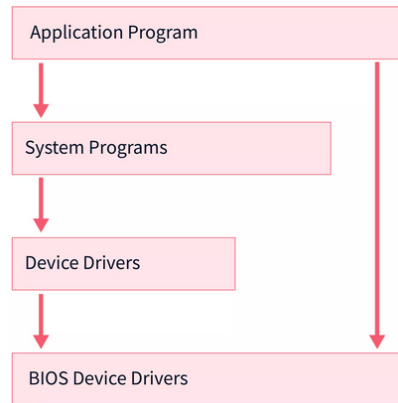 Application Program
System Programs
Device Drivers
BIOS Device Drivers